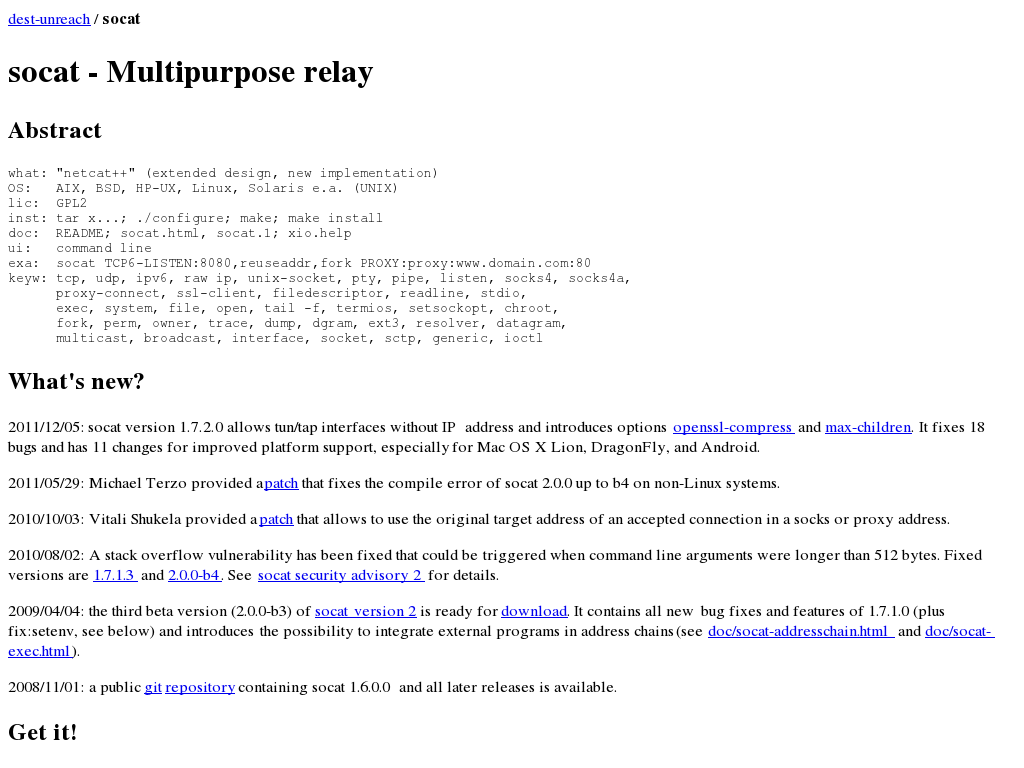 dest-unreach / socat
socat - Multipurpose relay
Abstract
what: "netcat++" (extended design, new implementation)
OS:   AIX, BSD, HP-UX, Linux, Solaris e.a. (UNIX)
lic:  GPL2
inst: tar x...; ./configure; make; make install
doc:  README; socat.html, socat.1; xio.help
ui:   command line
exa:  socat TCP6-LISTEN:8080,reuseaddr,fork PROXY:proxy:www.domain.com:80
keyw: tcp, udp, ipv6, raw ip, unix-socket, pty, pipe, listen, socks4, socks4a,
      proxy-connect, ssl-client, filedescriptor, readline, stdio,
      exec, system, file, open, tail -f, termios, setsockopt, chroot,
      fork, perm, owner, trace, dump, dgram, ext3, resolver, datagram,
      multicast, broadcast, interface, socket, sctp, generic, ioctl
What's new?
2011/12/05: socat version 1.7.2.0 allows tun/tap interfaces without IP address and introduces options openssl-compress and max-children. It fixes 18
bugs and has 11 changes for improved platform support, especially for Mac OS X Lion, DragonFly, and Android.
2011/05/29: Michael Terzo provided a patch that fixes the compile error of socat 2.0.0 up to b4 on non-Linux systems.
2010/10/03: Vitali Shukela provided a patch that allows to use the original target address of an accepted connection in a socks or proxy address.
2010/08/02: A stack overflow vulnerability has been fixed that could be triggered when command line arguments were longer than 512 bytes. Fixed
versions are 1.7.1.3 and 2.0.0-b4. See socat security advisory 2 for details.
2009/04/04: the third beta version (2.0.0-b3) of socat version 2 is ready for download. It contains all new bug fixes and features of 1.7.1.0 (plus
fix:setenv, see below) and introduces the possibility to integrate external programs in address chains (see doc/socat-addresschain.html and doc/socat-
exec.html).
2008/11/01: a public git repository containing socat 1.6.0.0 and all later releases is available.
Get it!